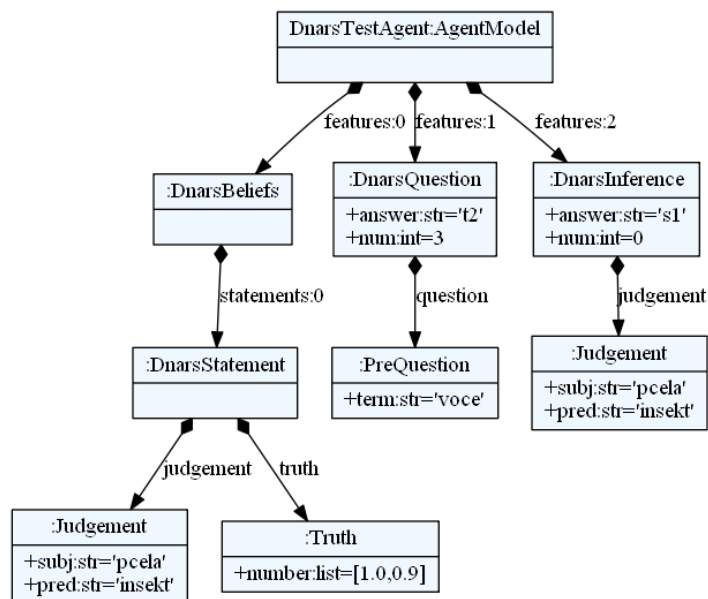 DnarsTestAgent:AgentModel
features:0
features:1
features:2
:DnarsBeliefs
:DnarsQuestion
+answer:str='t2'
+num:int=3
:DnarsInference
+answer:str='s1'
+num:int=0
statements:0
question
judgement
:DnarsStatement
:PreQuestion
+term:str='voce'
:Judgement
+subj:str='pcela'
+pred:str='insekt'
judgement
truth
:Judgement
+subj:str='pcela'
+pred:str='insekt'
:Truth
+number:list=[1.0,0.9]